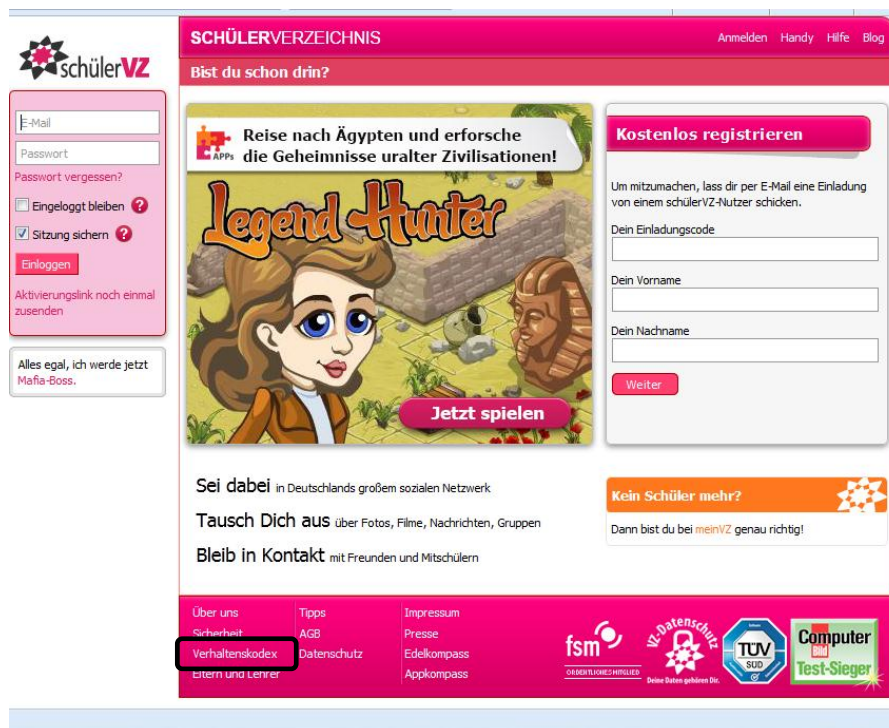 schülerVZ
E-Mail
Passwort
Passwort vergessen?
Eingeloggt bleiben ?
Sitzung sichern ?
Einloggen
Aktivierungslink noch einmal
zusenden
Alles egal, ich werde jetzt
Mafia-Boss.
SCHÜLERVERZEICHNIS
Anmelden Handy Hilfe Blog
Bist du schon drin?
APPs
Reise nach Ägypten und erforsche
die Geheimnisse uralter Zivilisationen!
Legend Hunter
Jetzt spielen
Kostenlos registrieren
Um mitzumachen, lass dir per E-Mail eine Einladung
von einem schülerVZ-Nutzer schicken.
Dein Einladungscode
Dein Vorname
Dein Nachname
Weiter
Sei dabei in Deutschlands großem sozialen Netzwerk
Tausch Dich aus über Fotos, Filme, Nachrichten, Gruppen
Bleib in Kontakt mit Freunden und Mitschülern
Kein Schüler mehr?
Dann bist du bei meinVZ genau richtig!
Über uns Tipps Impressum
Sicherheit AGB Presse
Verhaltenskodex Datenschutz Edelkompass
Eltern und Lehrer Appkompass
fsm
ORDENTLICHES MITGLIED
VZ-Datenschutz
Deine Daten gehören Dir.
TÜV
SÜD
Computer
Bild
Test-Sieger